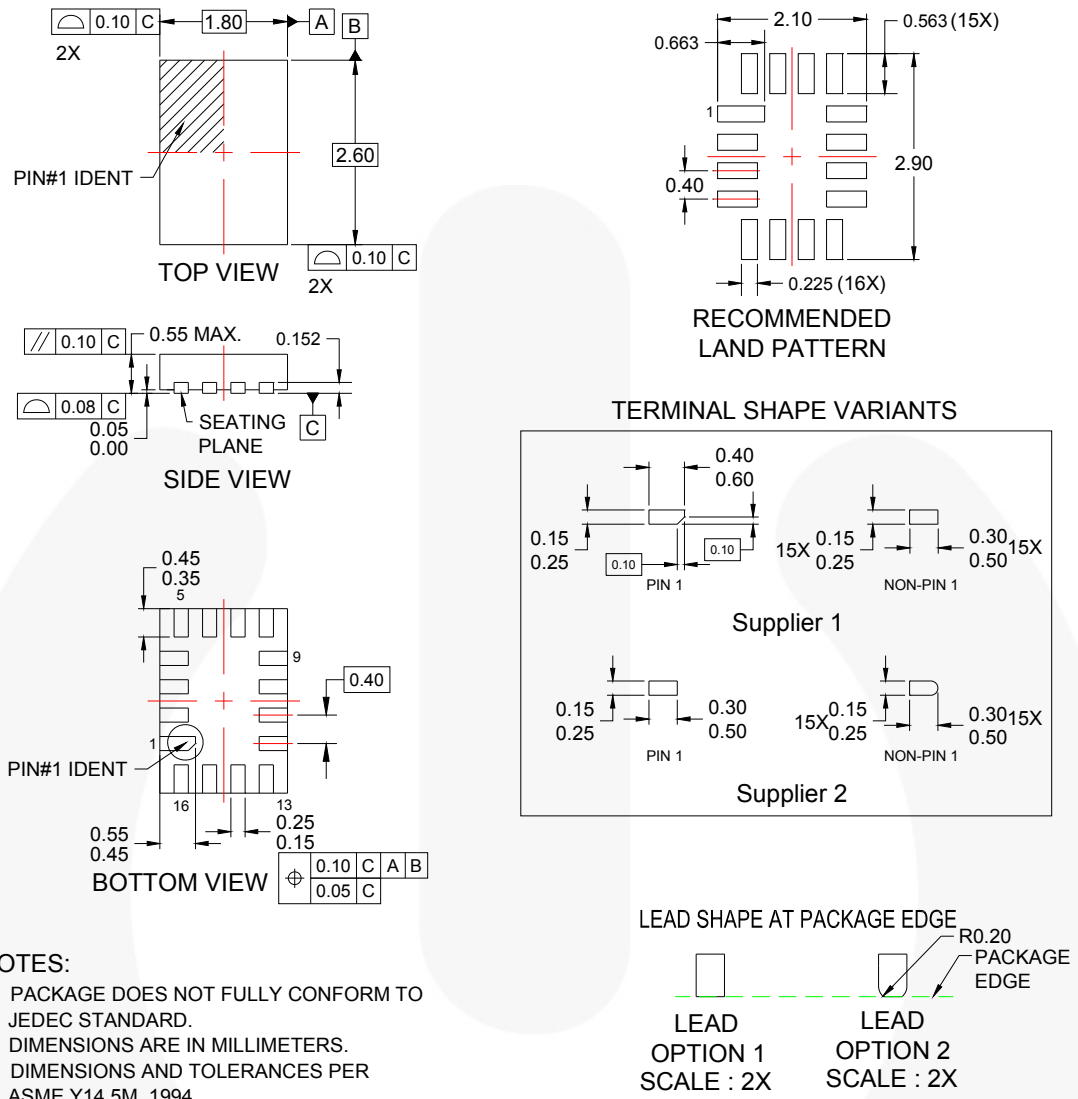 0.10 C
1.80
A
B
2X
2.60
PIN#1 IDENT
0.10 C
TOP VIEW
2X
2.10
0.563 (15X)
0.663
1
2.90
0.40
0.225 (16X)
RECOMMENDED
LAND PATTERN
// 0.10 C
0.55 MAX.
0.152
0.08 C
0.05
0.00
SEATING
PLANE
C
SIDE VIEW
TERMINAL SHAPE VARIANTS
0.40
0.60
0.15
0.25
0.10
0.10
PIN 1
15X
0.15
0.25
0.30
0.50
15X
NON-PIN 1
Supplier 1
0.15
0.25
0.30
0.50
PIN 1
15X
0.15
0.25
0.30
0.50
15X
NON-PIN 1
Supplier 2
0.45
0.35
5
9
0.40
1
PIN#1 IDENT
16
13
0.25
0.15
0.55
0.45
BOTTOM VIEW
⌖ 0.10 C A B
0.05 C
LEAD SHAPE AT PACKAGE EDGE
R0.20
PACKAGE
EDGE
LEAD
OPTION 1
SCALE : 2X
LEAD
OPTION 2
SCALE : 2X
OTES:
PACKAGE DOES NOT FULLY CONFORM TO
JEDEC STANDARD.
DIMENSIONS ARE IN MILLIMETERS.
DIMENSIONS AND TOLERANCES PER
ASME Y14.5M, 1994